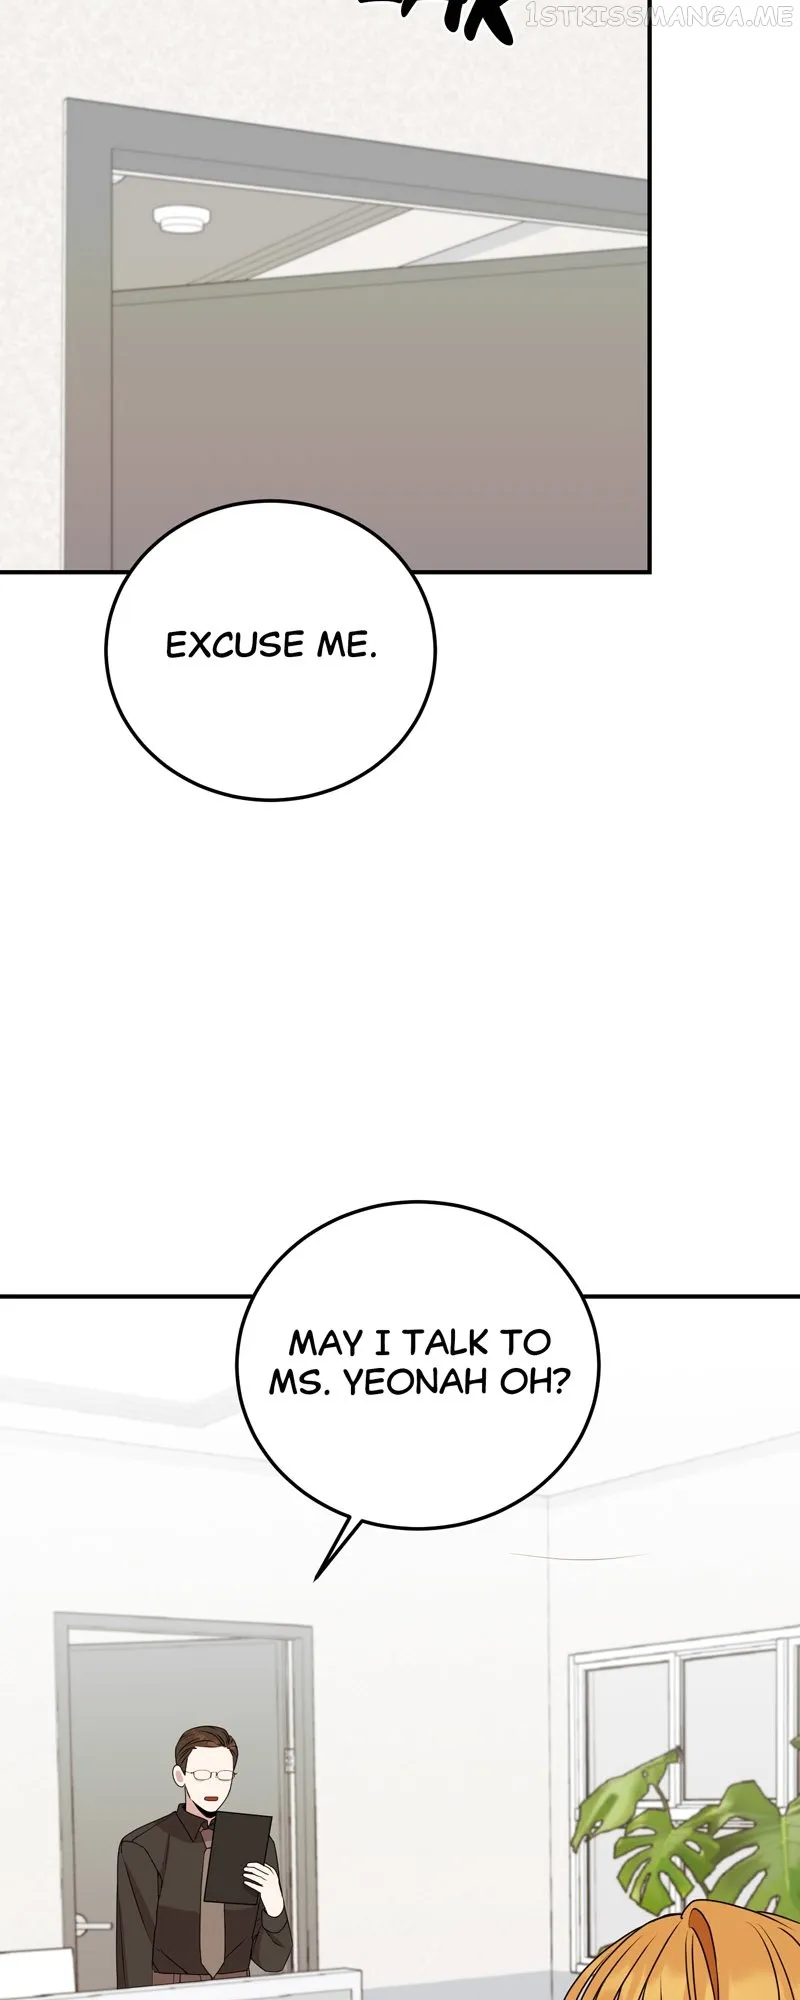 1STKISSMANGA.ME
EXCUSE ME.
MAY I TALK TO
MS. YEONAH OH?